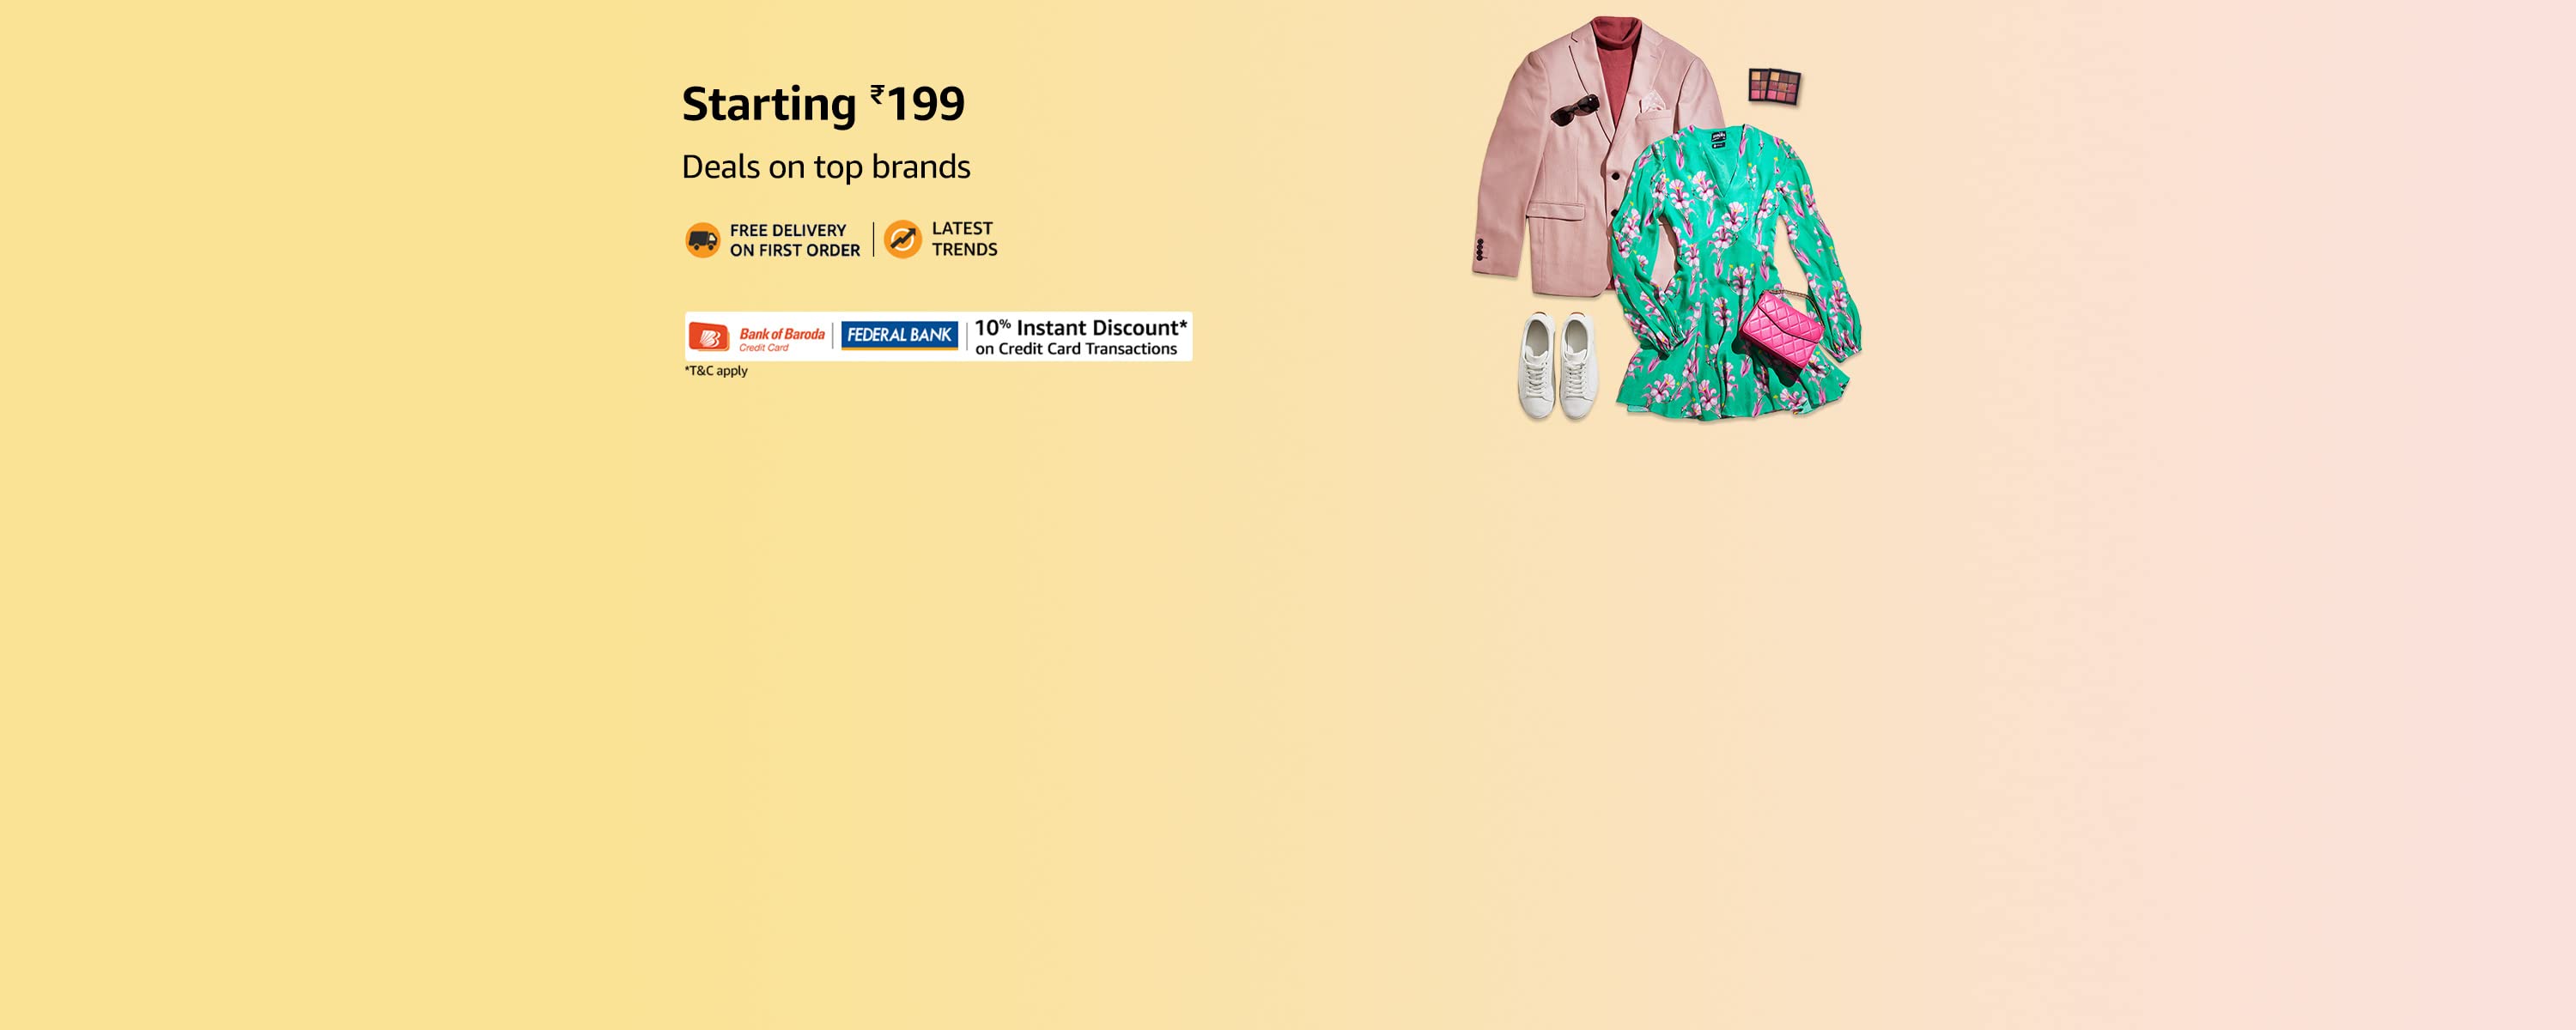 Starting ₹199
Deals on top brands
FREE DELIVERY
ON FIRST ORDER
LATEST
TRENDS
Bank of Baroda
Credit Card
FEDERAL BANK
10% Instant Discount*
on Credit Card Transactions
*T&C apply